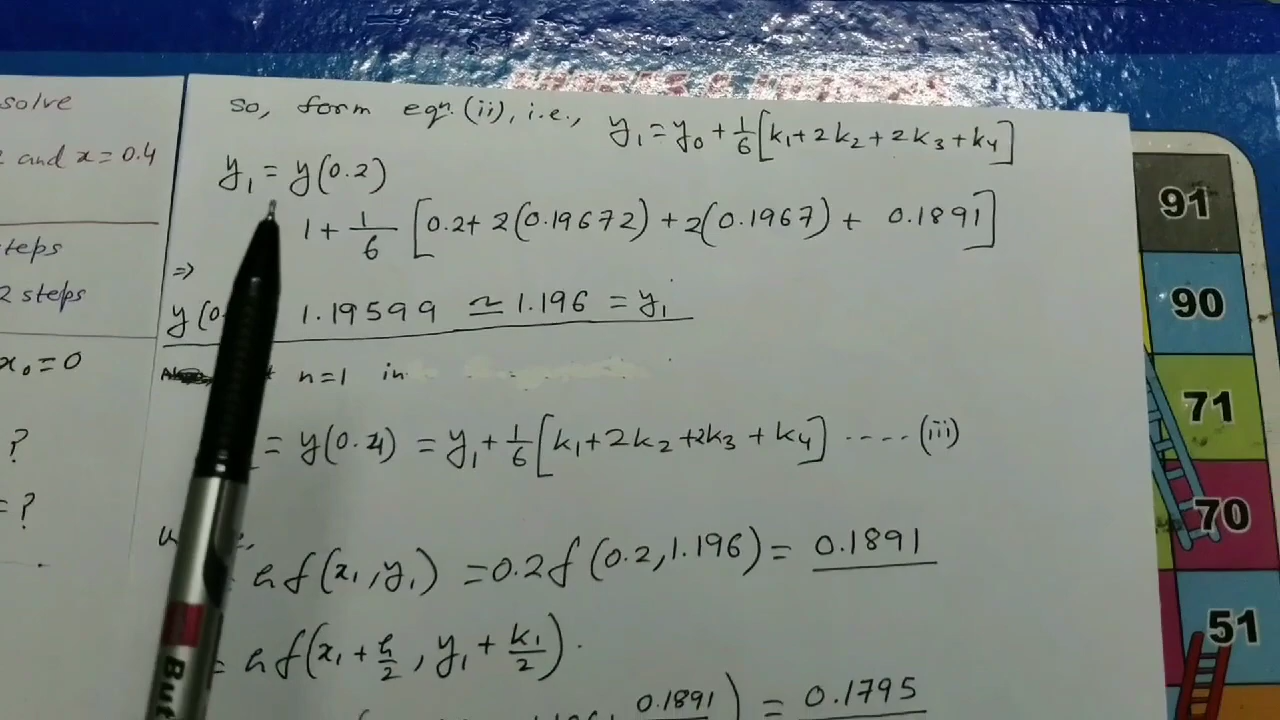 solve
and x=0.4
steps
2 steps
x₀=0
?
= ?
So, form eqn.(ii), i.e., y₁=y₀+1/6[k₁+2k₂+2k₃+k₄]
y₁=y(0.2)
1+1/6[0.2+2(0.19672)+2(0.1967)+0.1891]
⇒
y(0. 1.19599 ≃1.196 =y₁
n=1 in
= y(0.4) = y₁+1/6[k₁+2k₂+2k₃+k₄] ..... (iii)
hf(x₁,y₁) =0.2f(0.2,1.196)= 0.1891
= hf(x₁+h/2, y₁+k₁/2).
0.1891) = 0.1795
91
90
71
70
51
But